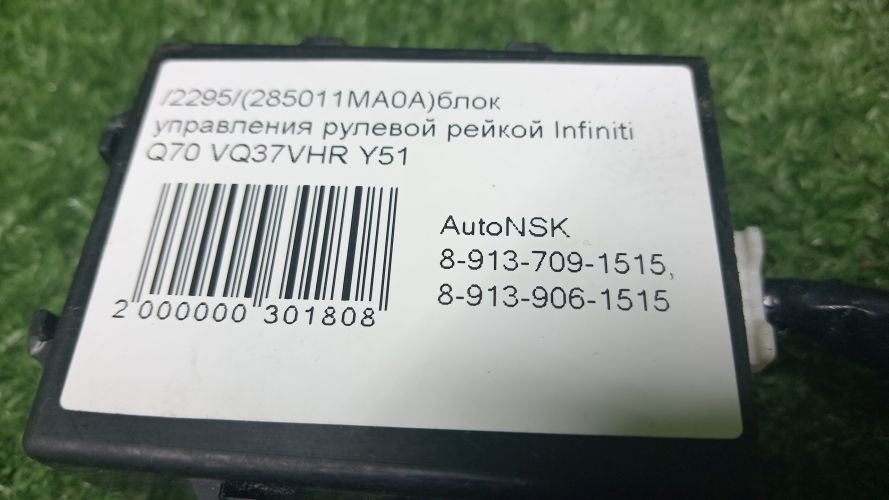 /2295/(285011MA0A)блок
управления рулевой рейкой Infiniti
Q70 VQ37VHR Y51
AutoNSK
8-913-709-1515,
8-913-906-1515
2 000000 301808